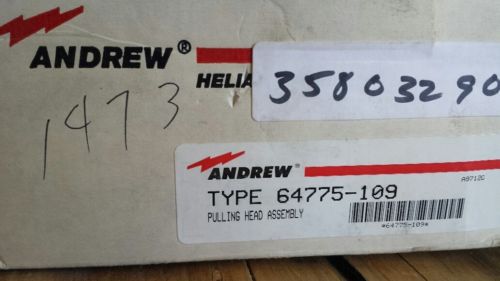 ANDREW®
HELIA
35803290
1473
ANDREW®
A9712C
TYPE 64775-109
PULLING HEAD ASSEMBLY
*64775-109*